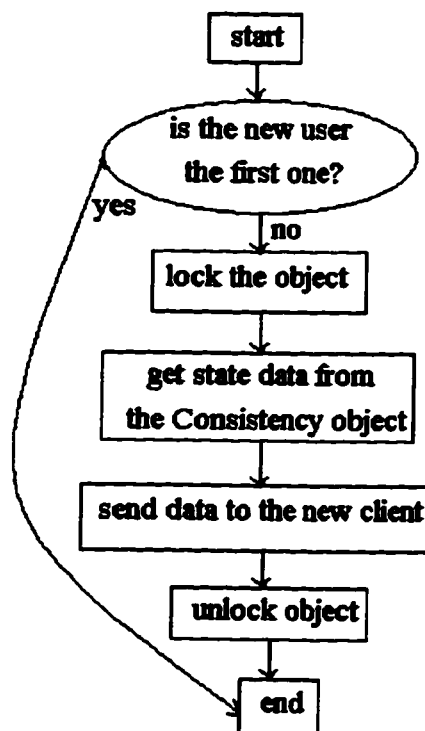 start
is the new user
the first one?
yes
no
lock the object
get state data from
the Consistency object
send data to the new client
unlock object
end